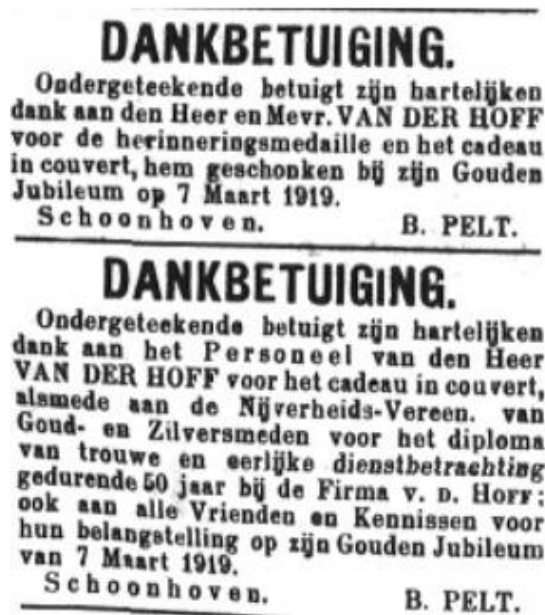 DANKBETUIGING.
Ondergeteekende betuigt zijn hartelijken
dank aan den Heer en Mevr. VAN DER HOFF
voor de herinneringsmedaille en het cadeau
in couvert, hem geschonken bij zijn Gouden
Jubileum op 7 Maart 1919.
Schoonhoven. B. PELT.
DANKBETUIGING.
Ondergeteekende betuigt zijn hartelijken
dank aan het Personeel van den Heer
VAN DER HOFF voor het cadeau in couvert,
alsmede aan de Nijverheids-Vereen. van
Goud- en Zilversmeden voor het diploma
van trouwe en eerlijke dienstbetrachting
gedurende 50 jaar bij de Firma v. D. HOFF;
ook aan alle Vrienden en Kennissen voor
hun belangstelling op zijn Gouden Jubileum
van 7 Maart 1919.
Schoonhoven. B. PELT.